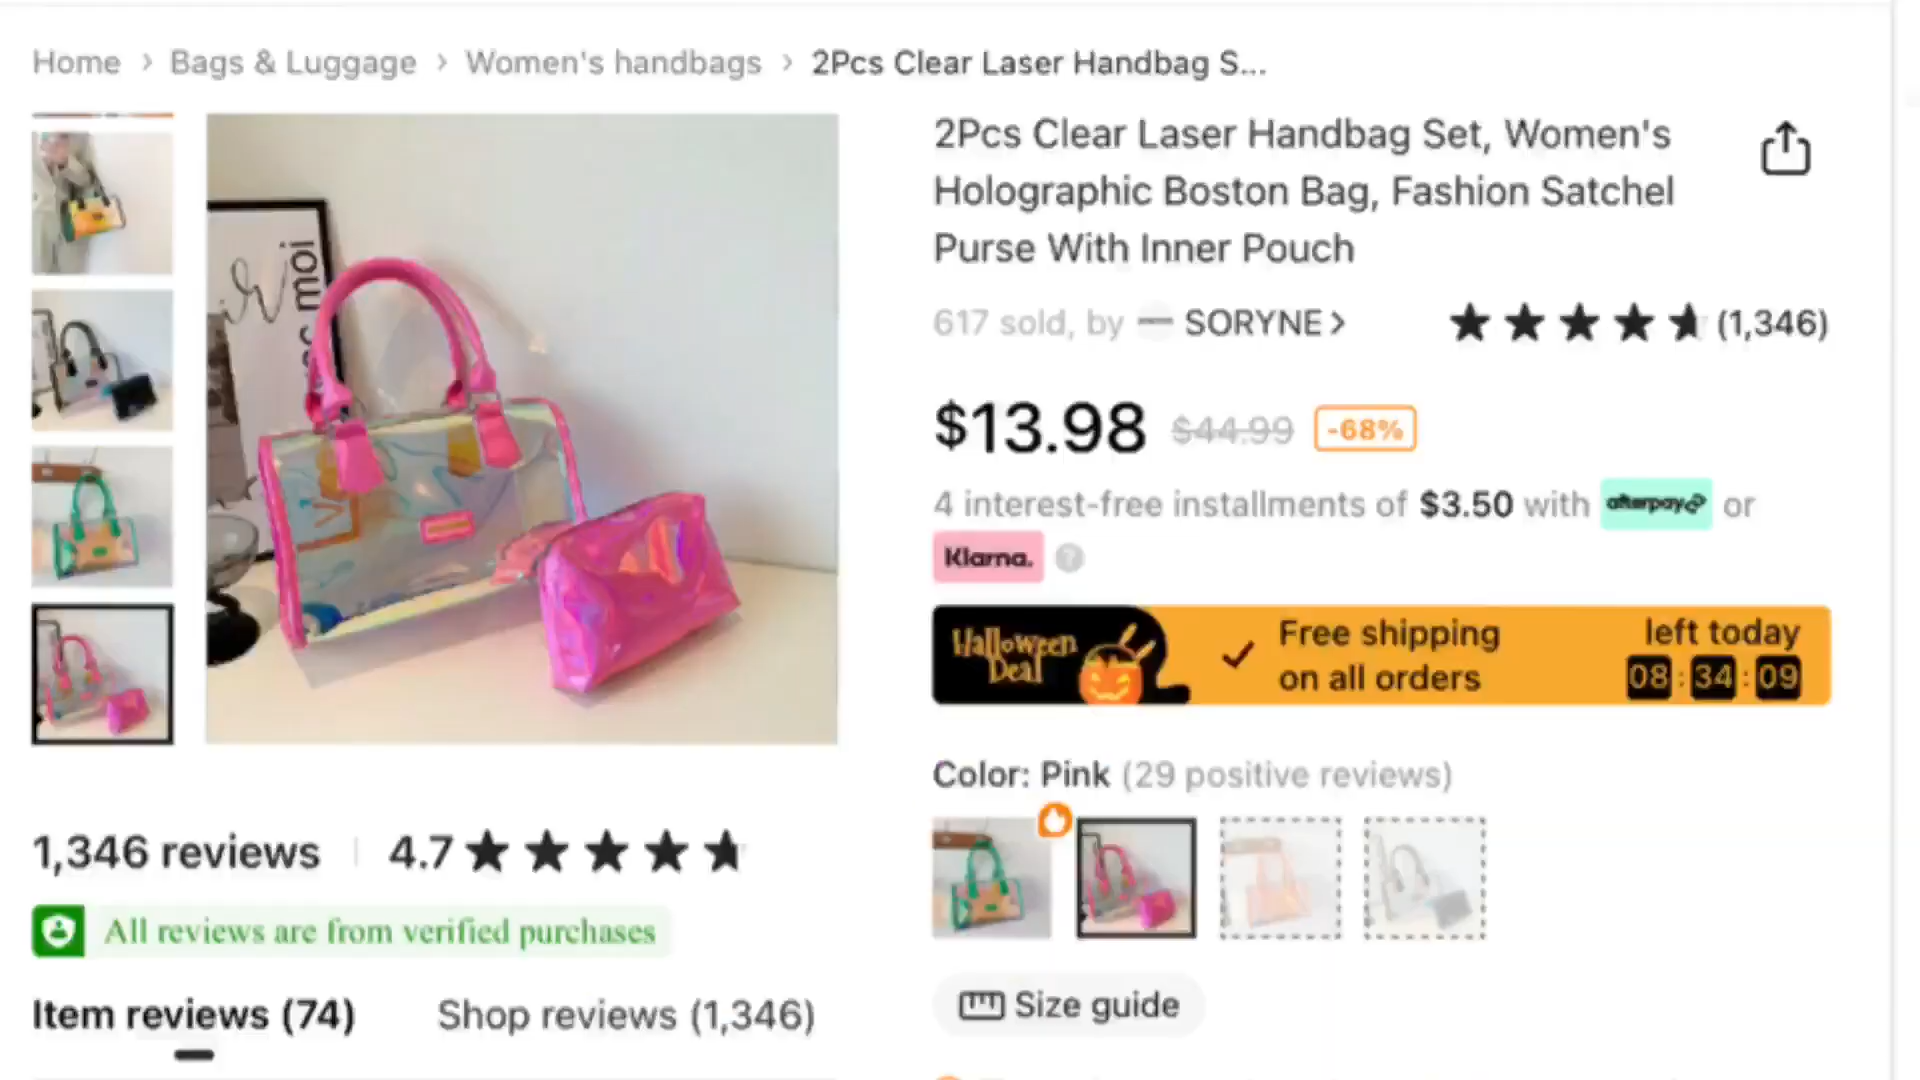 Home > Bags & Luggage > Women's handbags > 2Pcs Clear Laser Handbag S...
moi
2Pcs Clear Laser Handbag Set, Women's
Holographic Boston Bag, Fashion Satchel
Purse With Inner Pouch
617 sold, by SORYNE >
(1,346)
$13.98 $44.99 -68%
4 interest-free installments of $3.50 with afterpay or
Klarna. ?
Halloween
Deal
Free shipping
on all orders
left today
08 : 34 : 09
Color: Pink (29 positive reviews)
Size guide
1,346 reviews | 4.7
All reviews are from verified purchases
Item reviews (74) Shop reviews (1,346)